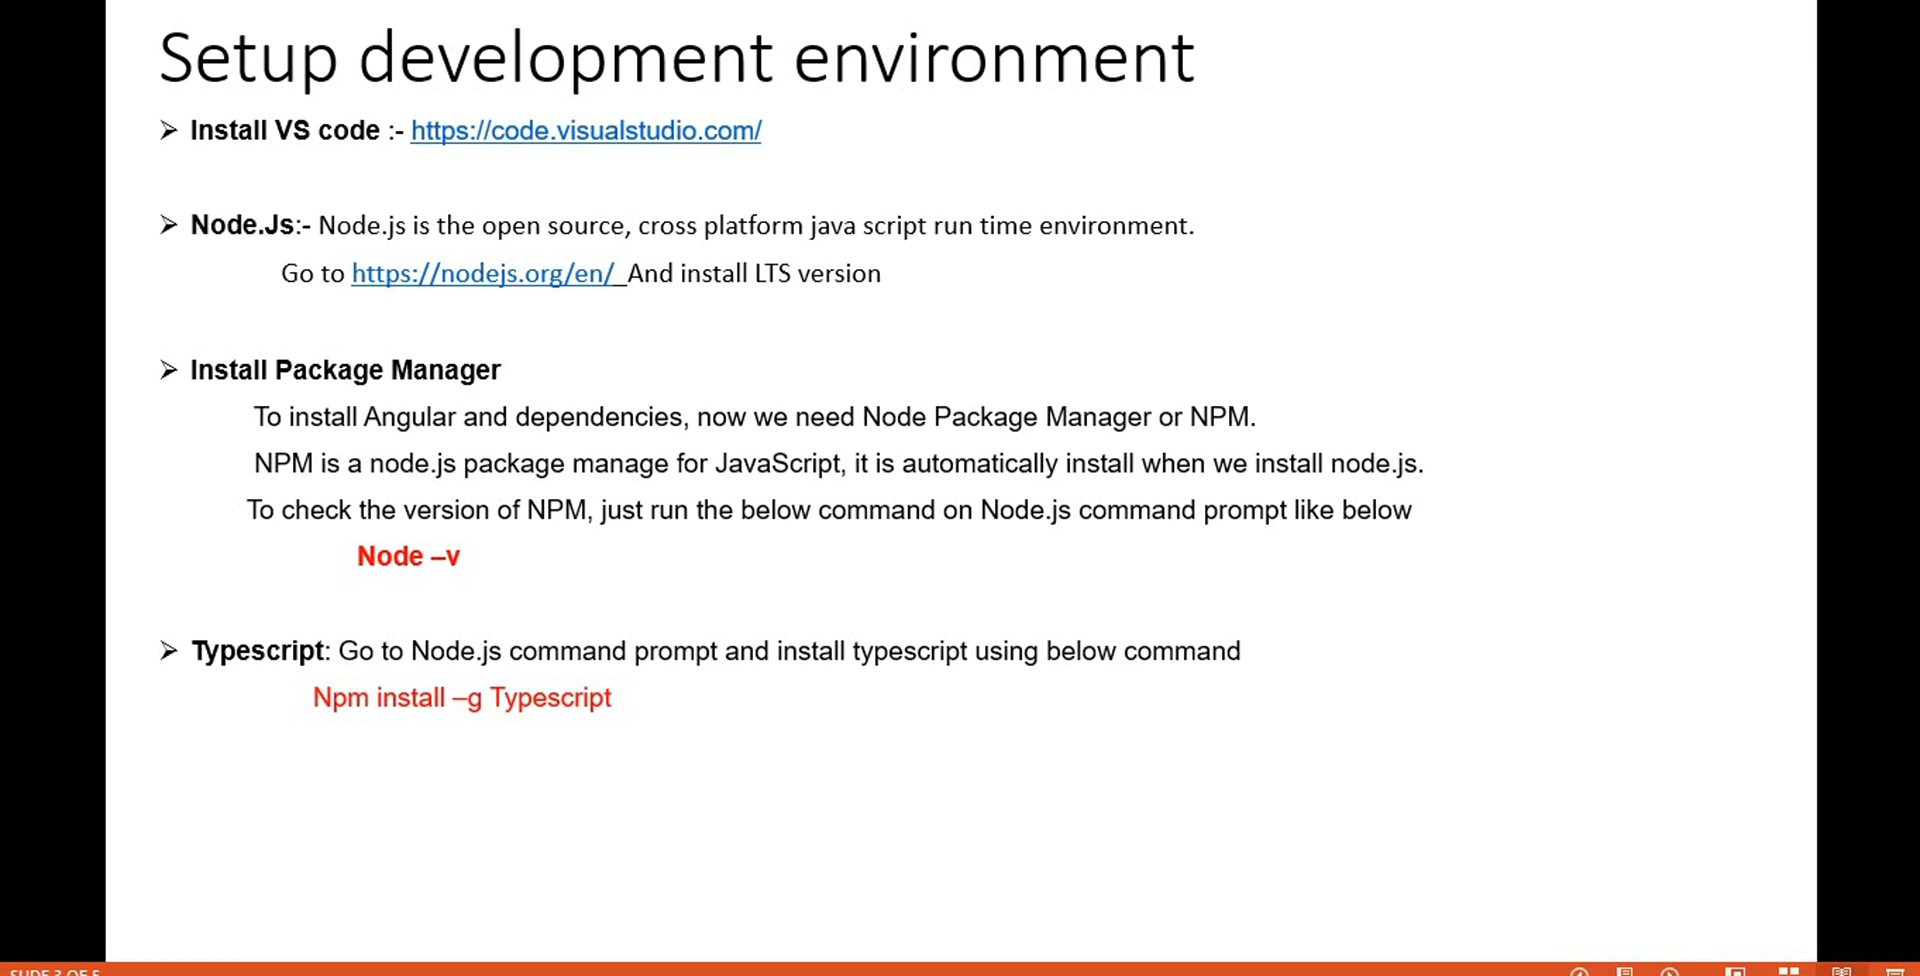 Setup development environment
➢ Install VS code :- https://code.visualstudio.com/
➢ Node.Js:- Node.js is the open source, cross platform java script run time environment.
Go to https://nodejs.org/en/ And install LTS version
➢ Install Package Manager
To install Angular and dependencies, now we need Node Package Manager or NPM.
NPM is a node.js package manage for JavaScript, it is automatically install when we install node.js.
To check the version of NPM, just run the below command on Node.js command prompt like below
Node –v
➢ Typescript: Go to Node.js command prompt and install typescript using below command
Npm install –g Typescript
SLIDE 3 OF 5